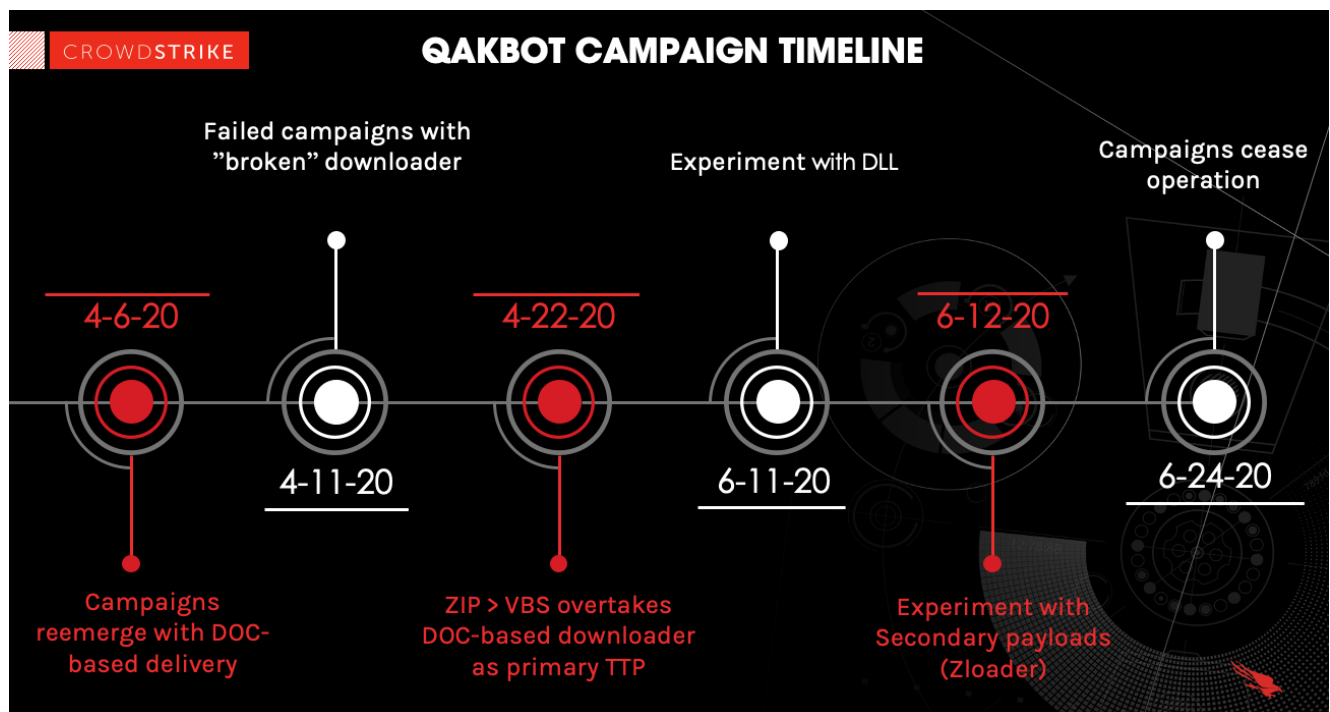 CROWDSTRIKE
QAKBOT CAMPAIGN TIMELINE
Failed campaigns with
”broken” downloader
Experiment with DLL
Campaigns cease
operation
4-6-20
4-22-20
6-12-20
4-11-20
6-11-20
6-24-20
Campaigns
reemerge with DOC-
based delivery
ZIP > VBS overtakes
DOC-based downloader
as primary TTP
Experiment with
Secondary payloads
(Zloader)